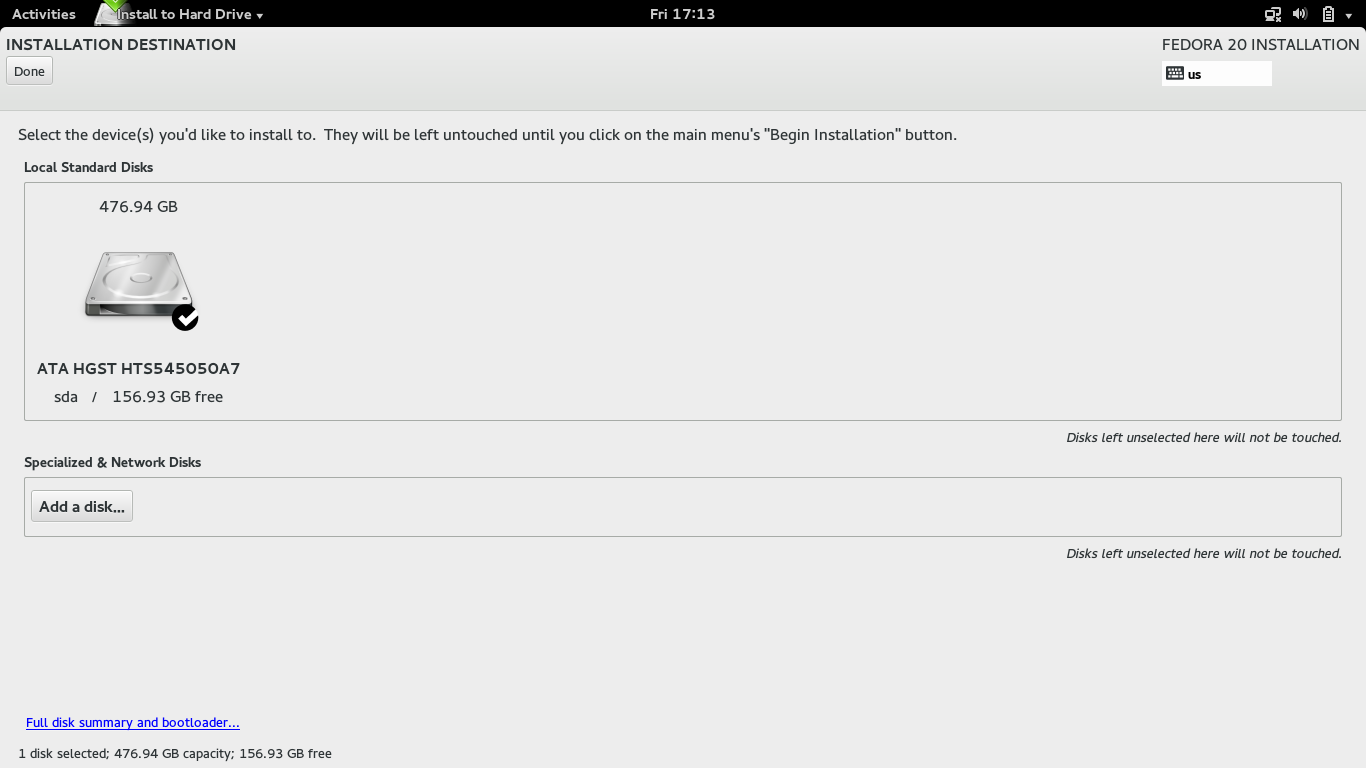 Activities Install to Hard Drive Fri 17:13
INSTALLATION DESTINATION FEDORA 20 INSTALLATION
Done us
Select the device(s) you'd like to install to. They will be left untouched until you click on the main menu's "Begin Installation" button.
Local Standard Disks
476.94 GB
ATA HGST HTS545050A7
sda / 156.93 GB free
Disks left unselected here will not be touched.
Specialized & Network Disks
Add a disk...
Disks left unselected here will not be touched.
Full disk summary and bootloader...
1 disk selected; 476.94 GB capacity; 156.93 GB free